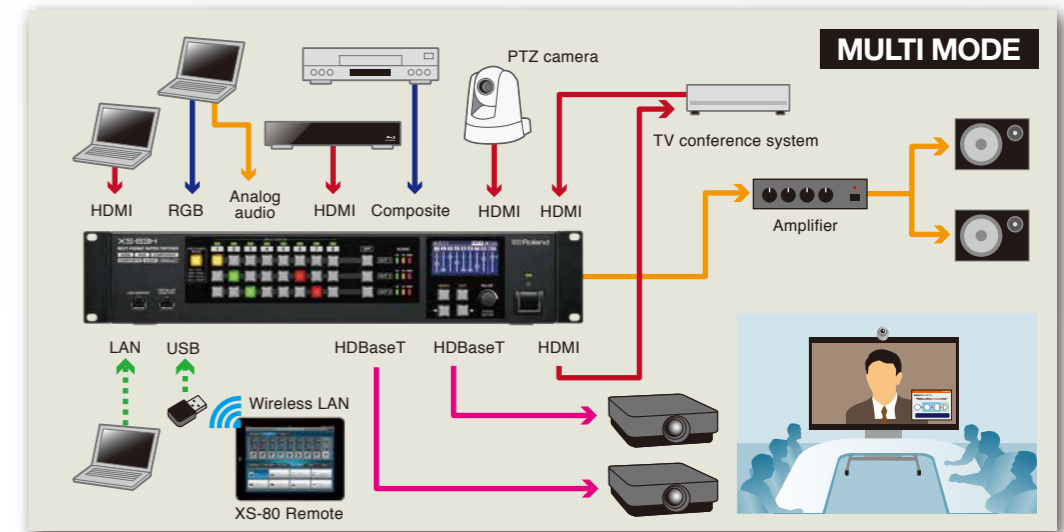 MULTI MODE
PTZ camera
TV conference system
HDMI
RGB
Analog
audio
HDMI
Composite
HDMI
HDMI
Amplifier
XS-83H
Roland
LAN
USB
HDBaseT
HDBaseT
HDMI
Wireless LAN
XS-80 Remote